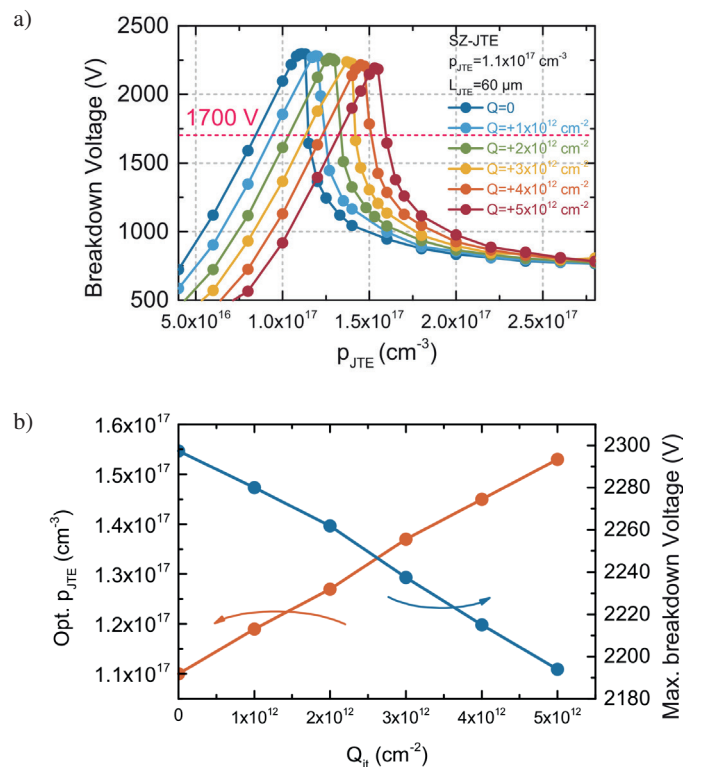 a)
2500
2000
1500
1000
500
Breakdown Voltage (V)
1700 V
SZ-JTE
p_JTE=1.1x10^17 cm^-3
L_JTE=60 μm
Q=0
Q=+1x10^12 cm^-2
Q=+2x10^12 cm^-2
Q=+3x10^12 cm^-2
Q=+4x10^12 cm^-2
Q=+5x10^12 cm^-2
5.0x10^16 1.0x10^17 1.5x10^17 2.0x10^17 2.5x10^17
p_JTE (cm^-3)
b)
1.6x10^17
1.5x10^17
1.4x10^17
1.3x10^17
1.2x10^17
1.1x10^17
Opt. p_JTE (cm^-3)
2300
2280
2260
2240
2220
2200
2180
Max. breakdown Voltage (V)
0 1x10^12 2x10^12 3x10^12 4x10^12 5x10^12
Q_it (cm^-2)